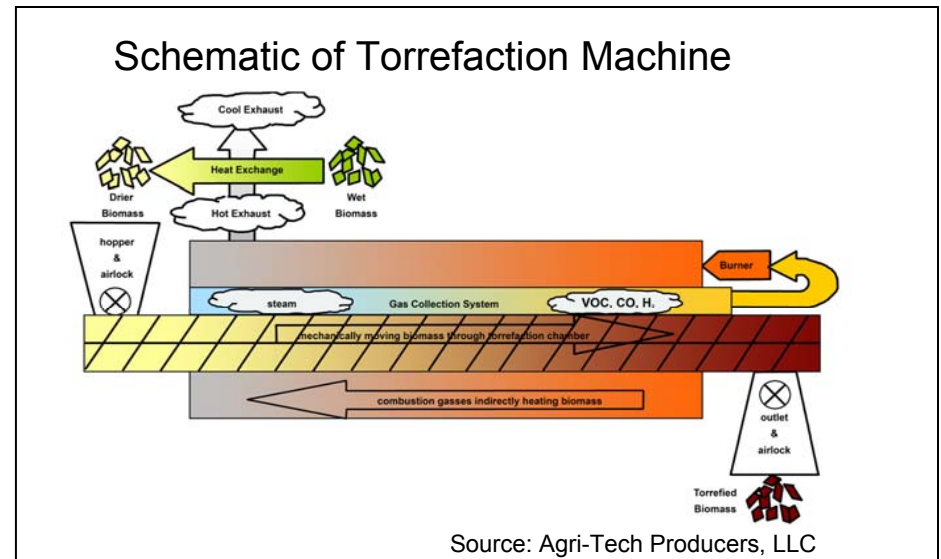 Schematic of Torrefaction Machine
Cool Exhaust
Heat Exchange
Drier
Biomass
Wet
Biomass
Hot Exhaust
hopper
&
airlock
Burner
steam
Gas Collection System
VOC, CO, H.
mechanically moving biomass through torrefaction chamber
combustion gasses indirectly heating biomass
outlet
&
airlock
Torrefied
Biomass
Source: Agri-Tech Producers, LLC